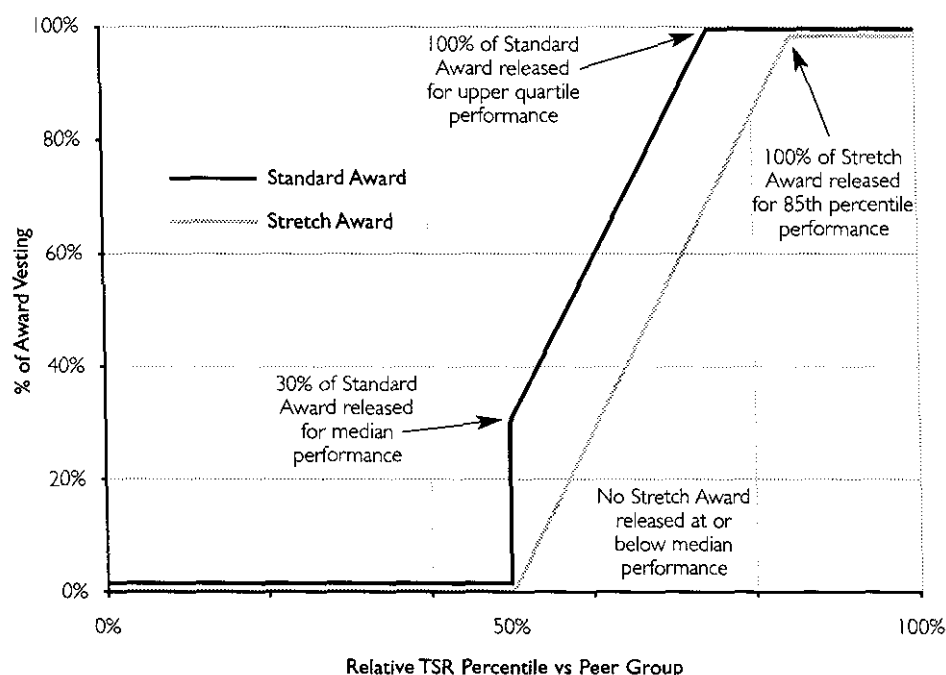 100%
80%
60%
40%
20%
0%
% of Award Vesting
100% of Standard
Award released
for upper quartile
performance
Standard Award
Stretch Award
100% of Stretch
Award released
for 85th percentile
performance
30% of Standard
Award released
for median
performance
No Stretch Award
released at or
below median
performance
0%
50%
100%
Relative TSR Percentile vs Peer Group